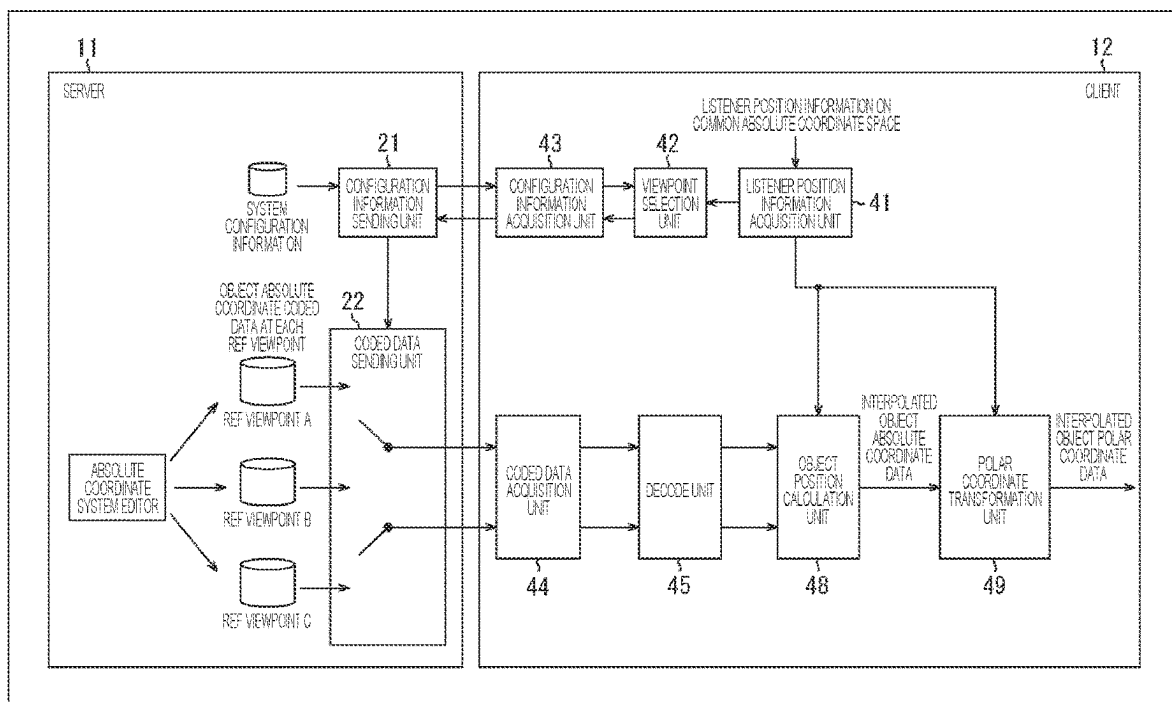 11
SERVER
12
CLIENT
LISTENER POSITION INFORMATION ON
COMMON ABSOLUTE COORDINATE SPACE
21
43
42
SYSTEM
CONFIGURATION
INFORMATION
CONFIGURATION
INFORMATION
SENDING UNIT
CONFIGURATION
INFORMATION
ACQUISITION UNIT
VIEWPOINT
SELECTION
UNIT
LISTENER POSITION
INFORMATION
ACQUISITION UNIT
41
OBJECT ABSOLUTE
COORDINATE CODED
DATA AT EACH
REF VIEWPOINT
22
CODED DATA
SENDING UNIT
REF VIEWPOINT A
ABSOLUTE
COORDINATE
SYSTEM EDITOR
REF VIEWPOINT B
REF VIEWPOINT C
CODED DATA
ACQUISITION
UNIT
44
DECODE UNIT
45
OBJECT
POSITION
CALCULATION
UNIT
48
INTERPOLATED
OBJECT
ABSOLUTE
COORDINATE
DATA
POLAR
COORDINATE
TRANSFORMATION
UNIT
49
INTERPOLATED
OBJECT POLAR
COORDINATE
DATA